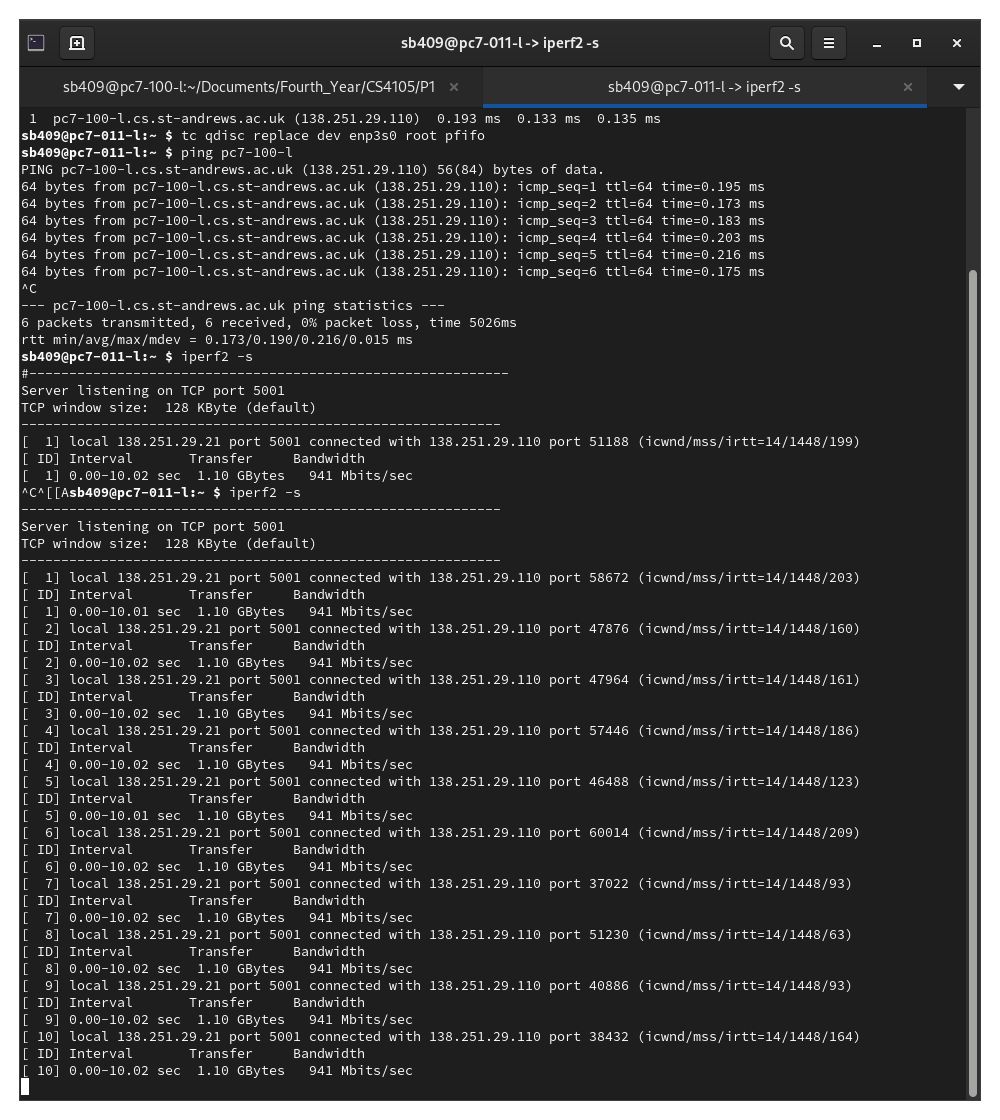 sb409@pc7-011-l -> iperf2 -s
sb409@pc7-100-l:~/Documents/Fourth_Year/CS4105/P1
sb409@pc7-011-l -> iperf2 -s
1  pc7-100-l.cs.st-andrews.ac.uk (138.251.29.110)  0.193 ms  0.133 ms  0.135 ms
sb409@pc7-011-l:~ $ tc qdisc replace dev enp3s0 root pfifo
sb409@pc7-011-l:~ $ ping pc7-100-l
PING pc7-100-l.cs.st-andrews.ac.uk (138.251.29.110) 56(84) bytes of data.
64 bytes from pc7-100-l.cs.st-andrews.ac.uk (138.251.29.110): icmp_seq=1 ttl=64 time=0.195 ms
64 bytes from pc7-100-l.cs.st-andrews.ac.uk (138.251.29.110): icmp_seq=2 ttl=64 time=0.173 ms
64 bytes from pc7-100-l.cs.st-andrews.ac.uk (138.251.29.110): icmp_seq=3 ttl=64 time=0.183 ms
64 bytes from pc7-100-l.cs.st-andrews.ac.uk (138.251.29.110): icmp_seq=4 ttl=64 time=0.203 ms
64 bytes from pc7-100-l.cs.st-andrews.ac.uk (138.251.29.110): icmp_seq=5 ttl=64 time=0.216 ms
64 bytes from pc7-100-l.cs.st-andrews.ac.uk (138.251.29.110): icmp_seq=6 ttl=64 time=0.175 ms
^C
--- pc7-100-l.cs.st-andrews.ac.uk ping statistics ---
6 packets transmitted, 6 received, 0% packet loss, time 5026ms
rtt min/avg/max/mdev = 0.173/0.190/0.216/0.015 ms
sb409@pc7-011-l:~ $ iperf2 -s
#------------------------------------------------------------
Server listening on TCP port 5001
TCP window size:  128 KByte (default)
------------------------------------------------------------
[  1] local 138.251.29.21 port 5001 connected with 138.251.29.110 port 51188 (icwnd/mss/irtt=14/1448/199)
[ ID] Interval       Transfer     Bandwidth
[  1] 0.00-10.02 sec  1.10 GBytes   941 Mbits/sec
^C^[[Asb409@pc7-011-l:~ $ iperf2 -s
------------------------------------------------------------
Server listening on TCP port 5001
TCP window size:  128 KByte (default)
------------------------------------------------------------
[  1] local 138.251.29.21 port 5001 connected with 138.251.29.110 port 58672 (icwnd/mss/irtt=14/1448/203)
[ ID] Interval       Transfer     Bandwidth
[  1] 0.00-10.01 sec  1.10 GBytes   941 Mbits/sec
[  2] local 138.251.29.21 port 5001 connected with 138.251.29.110 port 47876 (icwnd/mss/irtt=14/1448/160)
[ ID] Interval       Transfer     Bandwidth
[  2] 0.00-10.02 sec  1.10 GBytes   941 Mbits/sec
[  3] local 138.251.29.21 port 5001 connected with 138.251.29.110 port 47964 (icwnd/mss/irtt=14/1448/161)
[ ID] Interval       Transfer     Bandwidth
[  3] 0.00-10.02 sec  1.10 GBytes   941 Mbits/sec
[  4] local 138.251.29.21 port 5001 connected with 138.251.29.110 port 57446 (icwnd/mss/irtt=14/1448/186)
[ ID] Interval       Transfer     Bandwidth
[  4] 0.00-10.02 sec  1.10 GBytes   941 Mbits/sec
[  5] local 138.251.29.21 port 5001 connected with 138.251.29.110 port 46488 (icwnd/mss/irtt=14/1448/123)
[ ID] Interval       Transfer     Bandwidth
[  5] 0.00-10.01 sec  1.10 GBytes   941 Mbits/sec
[  6] local 138.251.29.21 port 5001 connected with 138.251.29.110 port 60014 (icwnd/mss/irtt=14/1448/209)
[ ID] Interval       Transfer     Bandwidth
[  6] 0.00-10.02 sec  1.10 GBytes   941 Mbits/sec
[  7] local 138.251.29.21 port 5001 connected with 138.251.29.110 port 37022 (icwnd/mss/irtt=14/1448/93)
[ ID] Interval       Transfer     Bandwidth
[  7] 0.00-10.02 sec  1.10 GBytes   941 Mbits/sec
[  8] local 138.251.29.21 port 5001 connected with 138.251.29.110 port 51230 (icwnd/mss/irtt=14/1448/63)
[ ID] Interval       Transfer     Bandwidth
[  8] 0.00-10.02 sec  1.10 GBytes   941 Mbits/sec
[  9] local 138.251.29.21 port 5001 connected with 138.251.29.110 port 40886 (icwnd/mss/irtt=14/1448/93)
[ ID] Interval       Transfer     Bandwidth
[  9] 0.00-10.02 sec  1.10 GBytes   941 Mbits/sec
[ 10] local 138.251.29.21 port 5001 connected with 138.251.29.110 port 38432 (icwnd/mss/irtt=14/1448/164)
[ ID] Interval       Transfer     Bandwidth
[ 10] 0.00-10.02 sec  1.10 GBytes   941 Mbits/sec